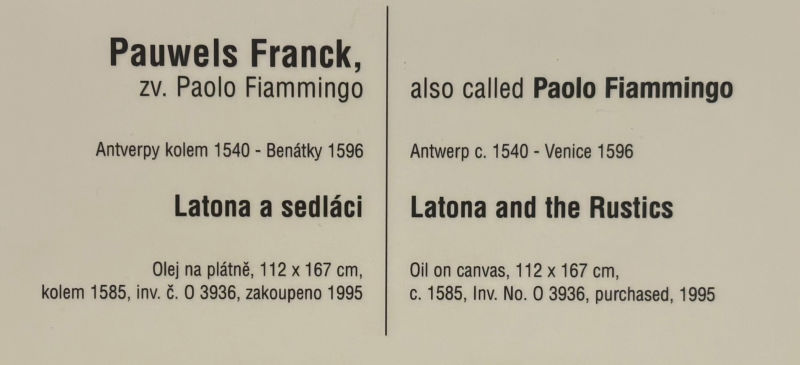 Pauwels Franck,
zv. Paolo Fiammingo
Antverpy kolem 1540 - Benátky 1596
Latona a sedláci
Olej na plátně, 112 x 167 cm,
kolem 1585, inv. č. O 3936, zakoupeno 1995
also called Paolo Fiammingo
Antwerp c. 1540 - Venice 1596
Latona and the Rustics
Oil on canvas, 112 x 167 cm,
c. 1585, Inv. No. O 3936, purchased, 1995